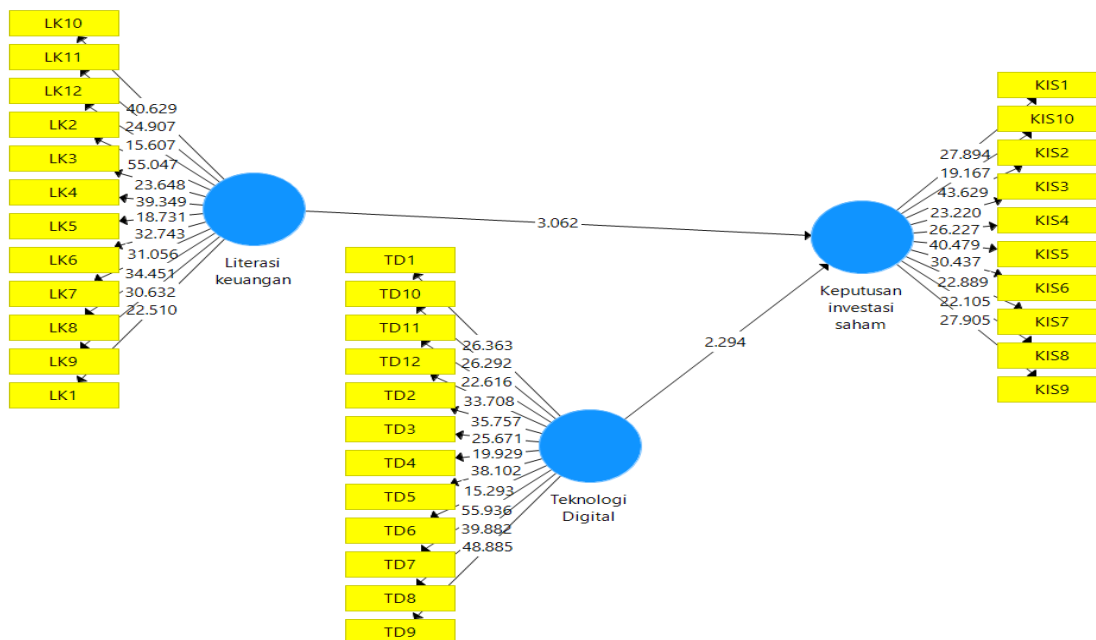 LK10
LK11
LK12
LK2
LK3
LK4
LK5
LK6
LK7
LK8
LK9
LK1
40.629
24.907
15.607
55.047
23.648
39.349
18.731
32.743
31.056
34.451
30.632
22.510
Literasi
keuangan
3.062
TD1
TD10
TD11
TD12
TD2
TD3
TD4
TD5
TD6
TD7
TD8
TD9
26.363
26.292
22.616
33.708
35.757
25.671
19.929
38.102
15.293
55.936
39.882
48.885
Teknologi
Digital
2.294
Keputusan
investasi
saham
27.894
19.167
43.629
23.220
26.227
40.479
30.437
22.889
22.105
27.905
KIS1
KIS10
KIS2
KIS3
KIS4
KIS5
KIS6
KIS7
KIS8
KIS9